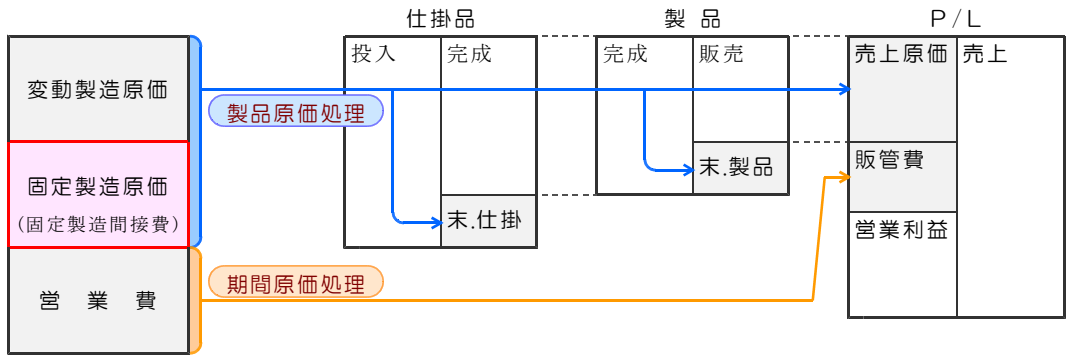 仕掛品
製 品
P/L
投入
完成
完成
販売
売上原価
売上
変動製造原価
製品原価処理
固定製造原価
(固定製造間接費)
末.仕掛
末.製品
販管費
営業利益
営 業 費
期間原価処理